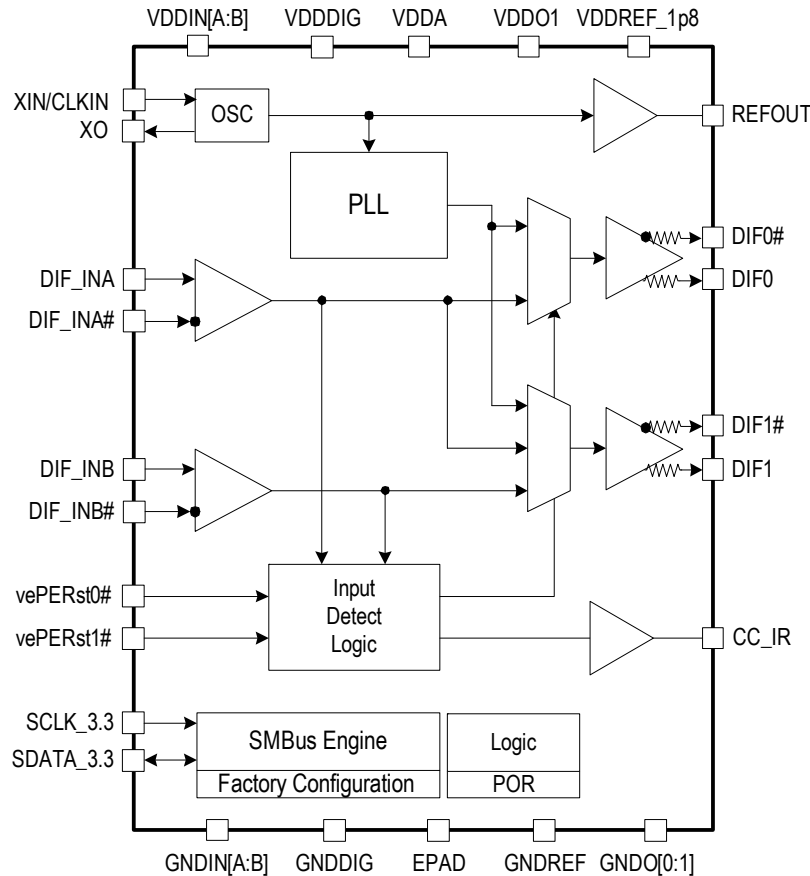 VDDIN[A:B] VDDDIG VDDA VDDO1 VDDREF_1p8
XIN/CLKIN
XO
OSC
REFOUT
PLL
DIF0#
DIF0
DIF_INA
DIF_INA#
DIF1#
DIF1
DIF_INB
DIF_INB#
vePERst0#
vePERst1#
Input
Detect
Logic
CC_IR
SCLK_3.3
SDATA_3.3
SMBus Engine
Factory Configuration
Logic
POR
GNDIN[A:B] GNDDIG EPAD GNDREF GNDO[0:1]